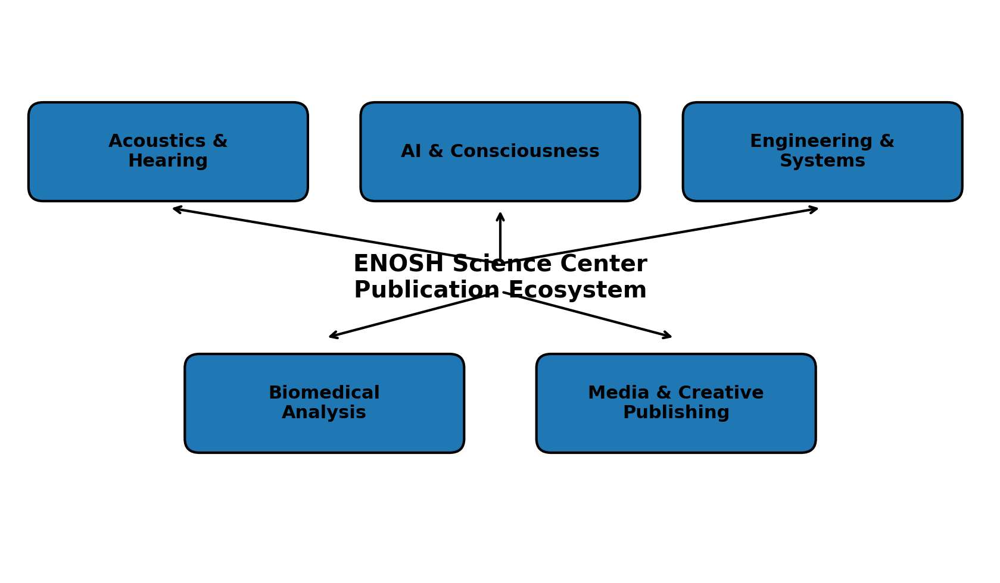 Acoustics &
Hearing
AI & Consciousness
Engineering &
Systems
ENOSH Science Center
Publication Ecosystem
Biomedical
Analysis
Media & Creative
Publishing